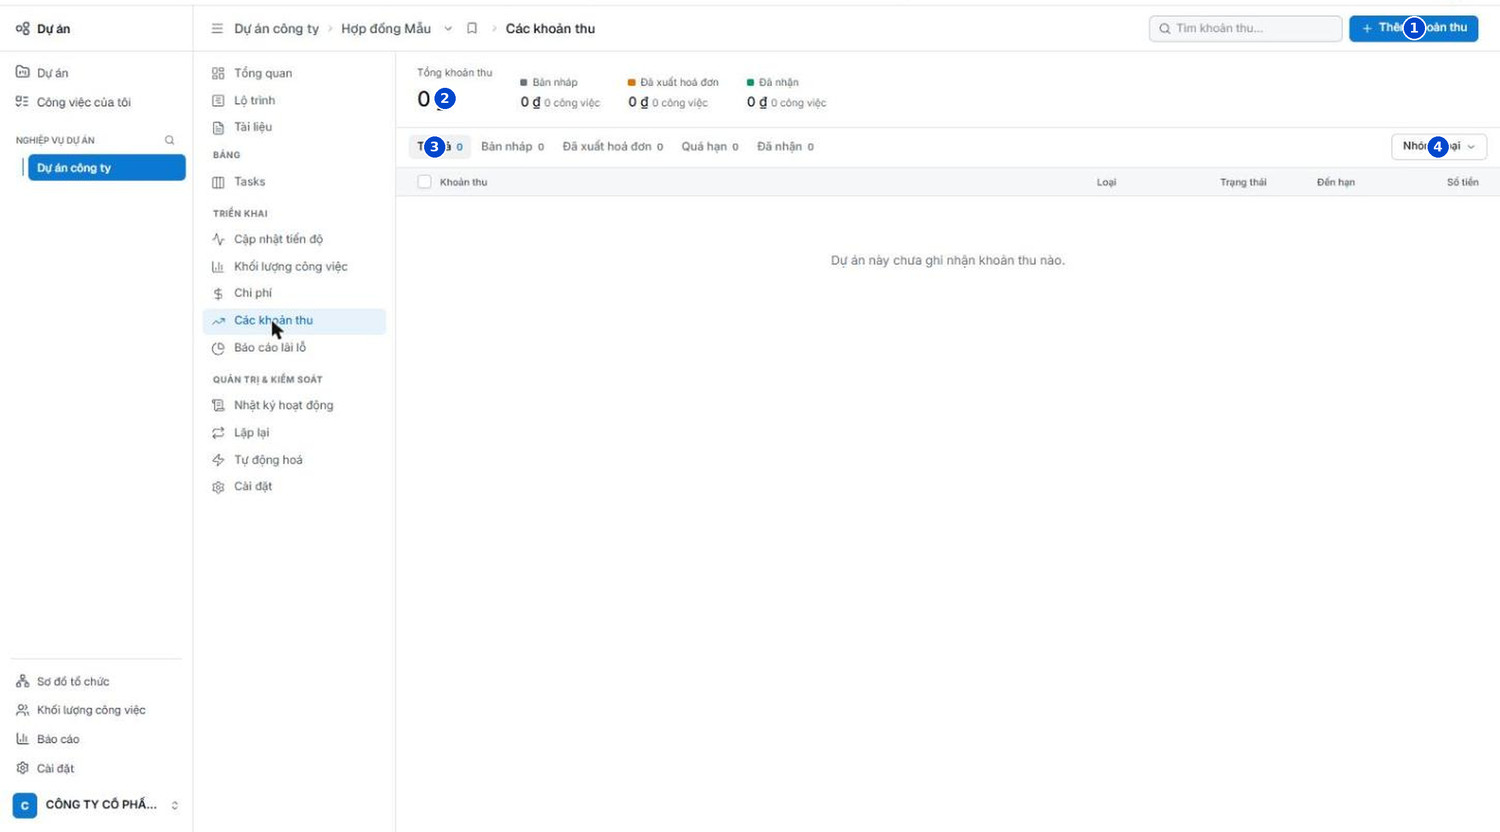 Dự án
Dự án công ty
Hợp đồng Mẫu
Các khoản thu
Tìm khoản thu...
1
thu
Dự án
Công việc của tôi
NGHIỆP VỤ DỰ ÁN
Dự án công ty
Tổng quan
Lộ trình
Tài liệu
BẢNG
Tasks
TRIỂN KHAI
Cập nhật tiến độ
Khối lượng công việc
Chi phí
Các khoản thu
Báo cáo lãi lỗ
QUẢN TRỊ & KIỂM SOÁT
Nhật ký hoạt động
Lặp lại
Tự động hoá
Cài đặt
Tổng khoản thu
0 2
Bản nháp
0 ₫ 0 công việc
Đã xuất hoá đơn
0 ₫ 0 công việc
Đã nhận
0 ₫ 0 công việc
3 0
Bản nháp 0
Đã xuất hoá đơn 0
Quá hạn 0
Đã nhận 0
4
Khoản thu
Loại
Trạng thái
Đến hạn
Số tiền
Dự án này chưa ghi nhận khoản thu nào.
Sơ đồ tổ chức
Khối lượng công việc
Báo cáo
Cài đặt
C
CÔNG TY CỔ PHẦ...